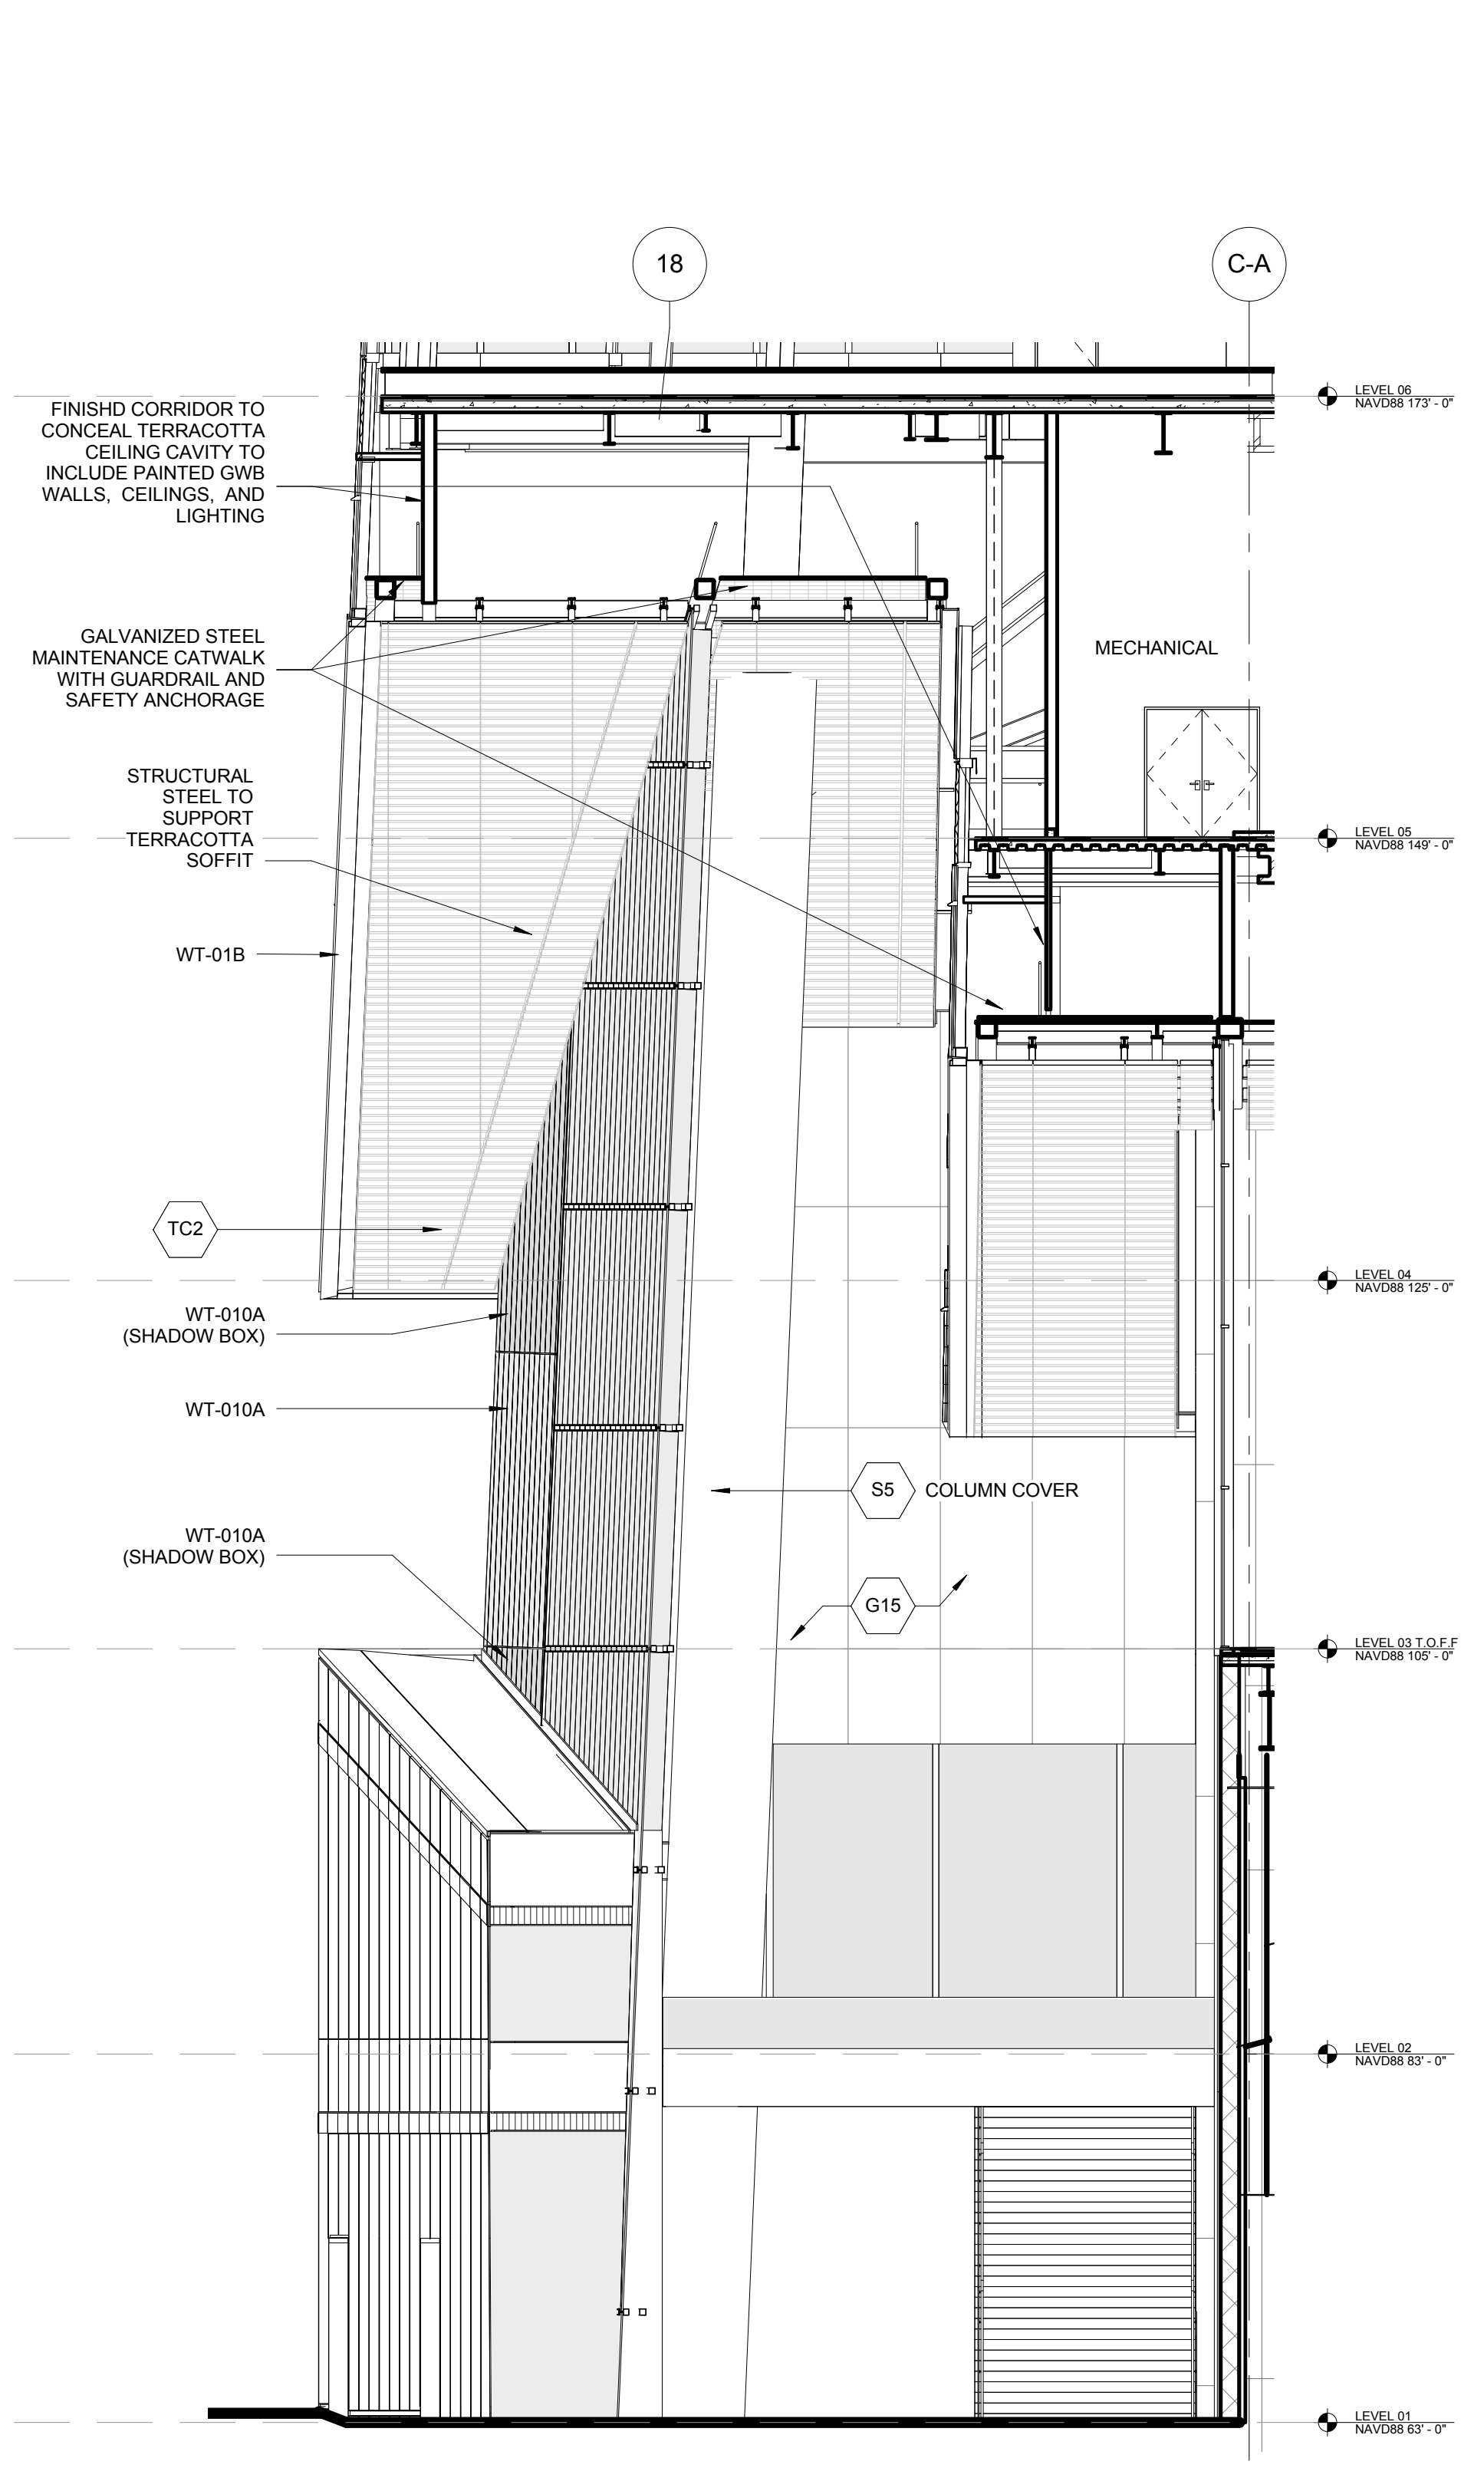 18
C-A
LEVEL 06
NAVD88 173' - 0"
FINISHD CORRIDOR TO
CONCEAL TERRACOTTA
CEILING CAVITY TO
INCLUDE PAINTED GWB
WALLS, CEILINGS, AND
LIGHTING
GALVANIZED STEEL
MAINTENANCE CATWALK
WITH GUARDRAIL AND
SAFETY ANCHORAGE
MECHANICAL
STRUCTURAL
STEEL TO
SUPPORT
TERRACOTTA
SOFFIT
LEVEL 05
NAVD88 149' - 0"
WT-01B
TC2
LEVEL 04
NAVD88 125' - 0"
WT-010A
(SHADOW BOX)
WT-010A
S5
COLUMN COVER
WT-010A
(SHADOW BOX)
G15
LEVEL 03 T.O.F.F
NAVD88 105' - 0"
LEVEL 02
NAVD88 83' - 0"
LEVEL 01
NAVD88 63' - 0"